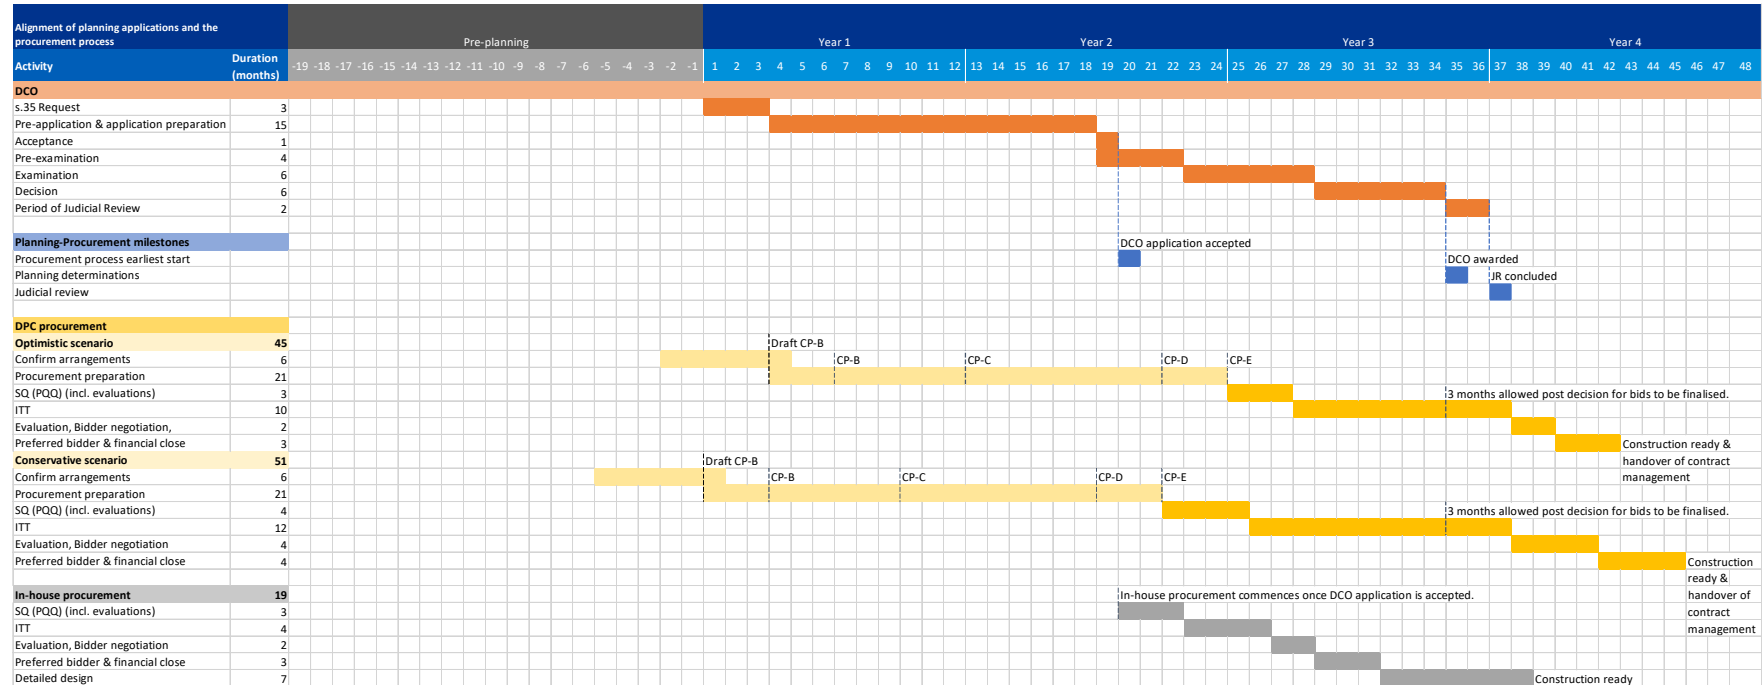 Alignment of planning applications and the
procurement process
Pre-planning Year 1 Year 2 Year 3 Year 4
Activity Duration (months) -19 -18 -17 -16 -15 -14 -13 -12 -11 -10 -9 -8 -7 -6 -5 -4 -3 -2 -1 1 2 3 4 5 6 7 8 9 10 11 12 13 14 15 16 17 18 19 20 21 22 23 24 25 26 27 28 29 30 31 32 33 34 35 36 37 38 39 40 41 42 43 44 45 46 47 48
DCO
s.35 Request 3
Pre-application & application preparation 15
Acceptance 1
Pre-examination 4
Examination 6
Decision 6
Period of Judicial Review 2
Planning-Procurement milestones DCO application accepted
Procurement process earliest start DCO awarded
Planning determinations JR concluded
Judicial review
DPC procurement
Optimistic scenario 45 Draft CP-B
Confirm arrangements 6 CP-B CP-C CP-D CP-E
Procurement preparation 21
SQ (PQQ) (incl. evaluations) 3 3 months allowed post decision for bids to be finalised.
ITT 10
Evaluation, Bidder negotiation, 2
Preferred bidder & financial close 3 Construction ready &
Conservative scenario 51 Draft CP-B handover of contract
Confirm arrangements 6 CP-B CP-C CP-D CP-E management
Procurement preparation 21
SQ (PQQ) (incl. evaluations) 4 3 months allowed post decision for bids to be finalised.
ITT 12
Evaluation, Bidder negotiation 4
Preferred bidder & financial close 4 Construction
ready &
In-house procurement 19 In-house procurement commences once DCO application is accepted. handover of
SQ (PQQ) (incl. evaluations) 3 contract
ITT 4 management
Evaluation, Bidder negotiation 2
Preferred bidder & financial close 3
Detailed design 7 Construction ready